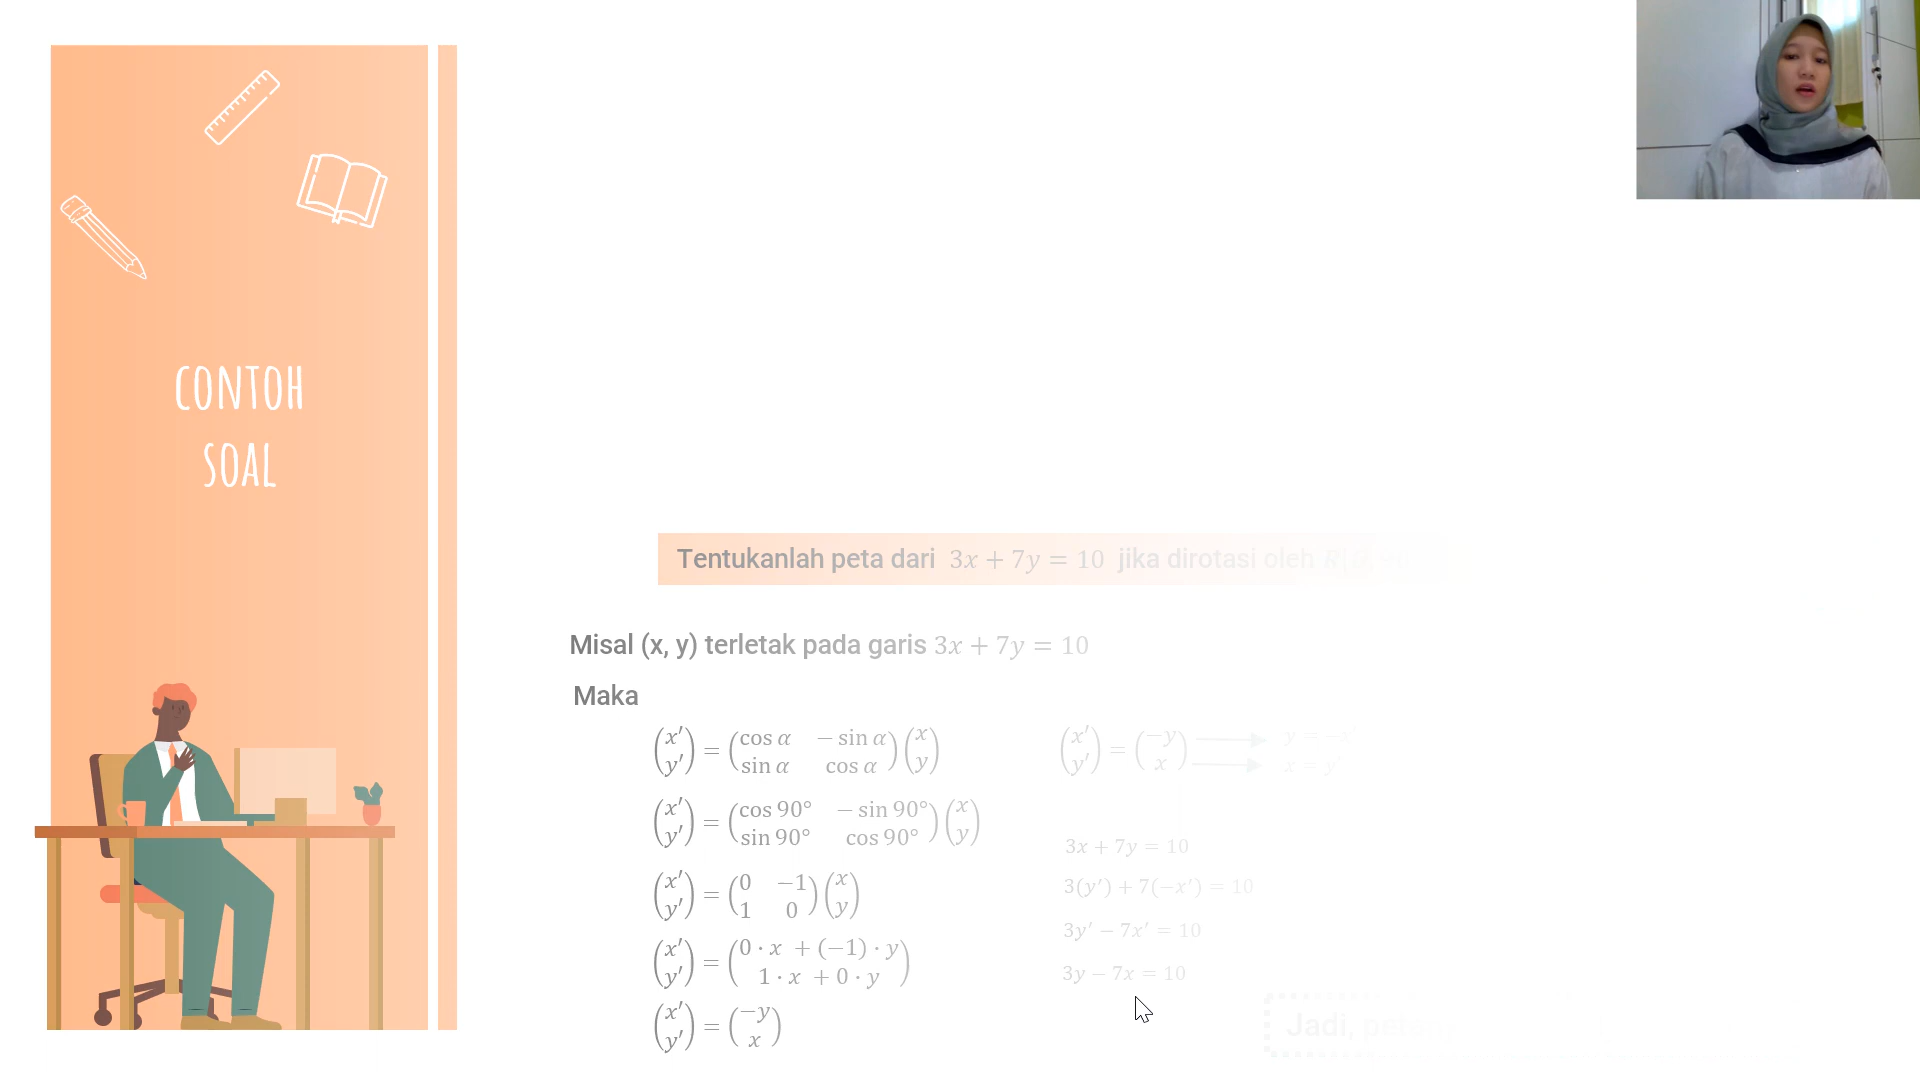 CONTOH
SOAL
Tentukanlah peta dari 3x + 7y = 10 jika dirotasi oleh
Misal (x, y) terletak pada garis 3x + 7y = 10
Maka
(x' y') = (cos α − sin α sin α cos α)(x y)
(x' y') = (cos 90° − sin 90° sin 90° cos 90°)(x y)
(x' y') = (0 −1 1 0)(x y)
(x' y') = (0 · x + (−1) · y 1 · x + 0 · y)
(x' y') = (−y x)
(x' y') = (−y x)
y = −x'
x = y'
3x + 7y = 10
3(y') + 7(−x') = 10
3y' − 7x' = 10
3y − 7x = 10
Jadi,